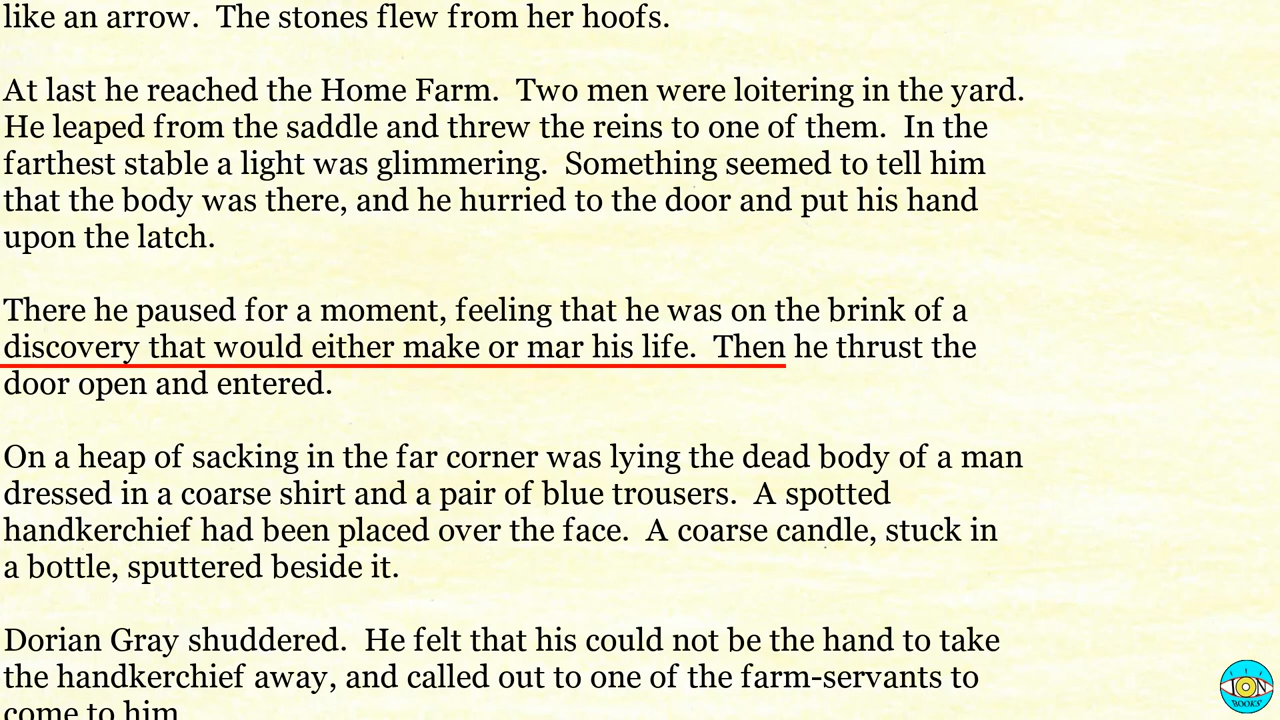 like an arrow.  The stones flew from her hoofs.
At last he reached the Home Farm.  Two men were loitering in the yard.
He leaped from the saddle and threw the reins to one of them.  In the
farthest stable a light was glimmering.  Something seemed to tell him
that the body was there, and he hurried to the door and put his hand
upon the latch.
There he paused for a moment, feeling that he was on the brink of a
discovery that would either make or mar his life.  Then he thrust the
door open and entered.
On a heap of sacking in the far corner was lying the dead body of a man
dressed in a coarse shirt and a pair of blue trousers.  A spotted
handkerchief had been placed over the face.  A coarse candle, stuck in
a bottle, sputtered beside it.
Dorian Gray shuddered.  He felt that his could not be the hand to take
the handkerchief away, and called out to one of the farm-servants to
come to him
ION
BOOKS